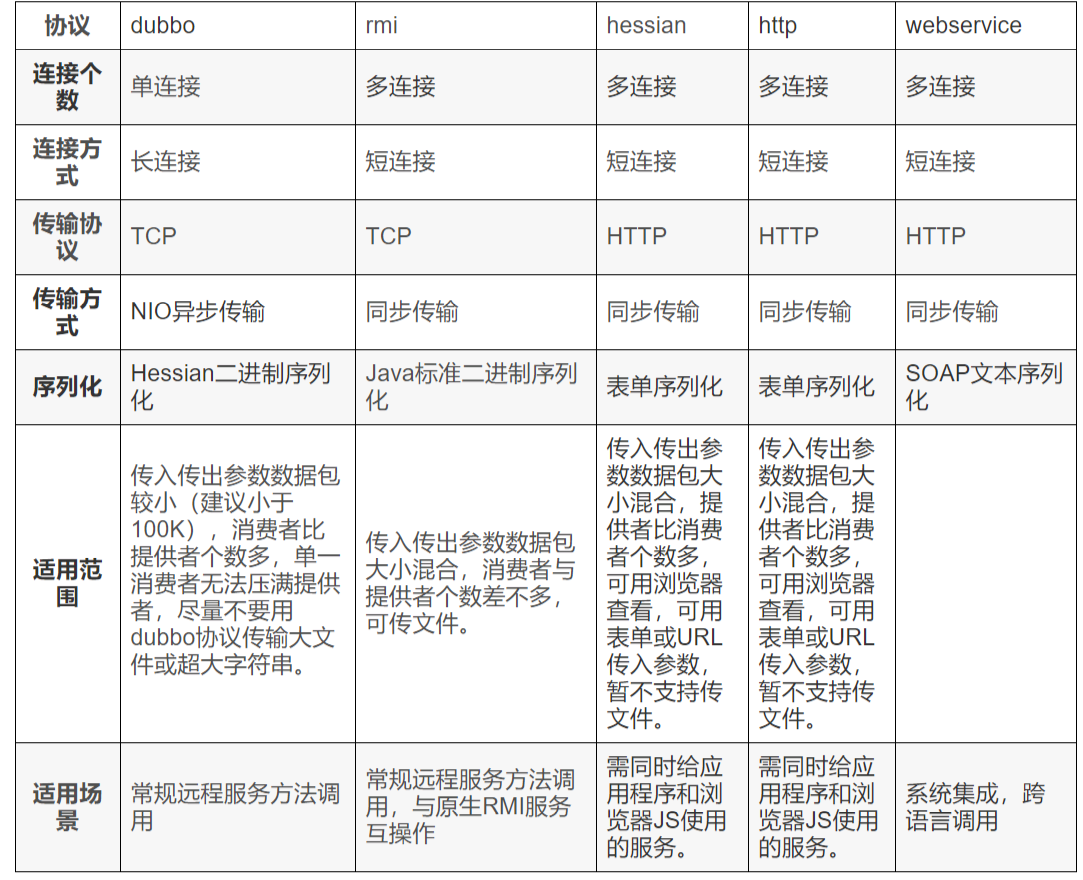 协议 dubbo rmi hessian http webservice
连接个
数
单连接 多连接 多连接 多连接 多连接
连接方
式
长连接 短连接 短连接 短连接 短连接
传输协
议
TCP TCP HTTP HTTP HTTP
传输方
式
NIO异步传输 同步传输 同步传输 同步传输 同步传输
序列化
Hessian二进制序列
化
Java标准二进制序列
化
表单序列化
表单序列化
SOAP文本序列
化
适用范
围
传入传出参数数据包
较小（建议小于
100K），消费者比
提供者个数多，单一
消费者无法压满提供
者，尽量不要用
dubbo协议传输大文
件或超大字符串。
传入传出参数数据包
大小混合，消费者与
提供者个数差不多，
可传文件。
传入传出参
数数据包大
小混合，提
供者比消费
者个数多，
可用浏览器
查看，可用
表单或URL
传入参数，
暂不支持传
文件。
传入传出参
数数据包大
小混合，提
供者比消费
者个数多，
可用浏览器
查看，可用
表单或URL
传入参数，
暂不支持传
文件。
适用场
景
常规远程服务方法调
用
常规远程服务方法调
用，与原生RMI服务
互操作
需同时给应
用程序和浏
览器JS使用
的服务。
需同时给应
用程序和浏
览器JS使用
的服务。
系统集成，跨
语言调用